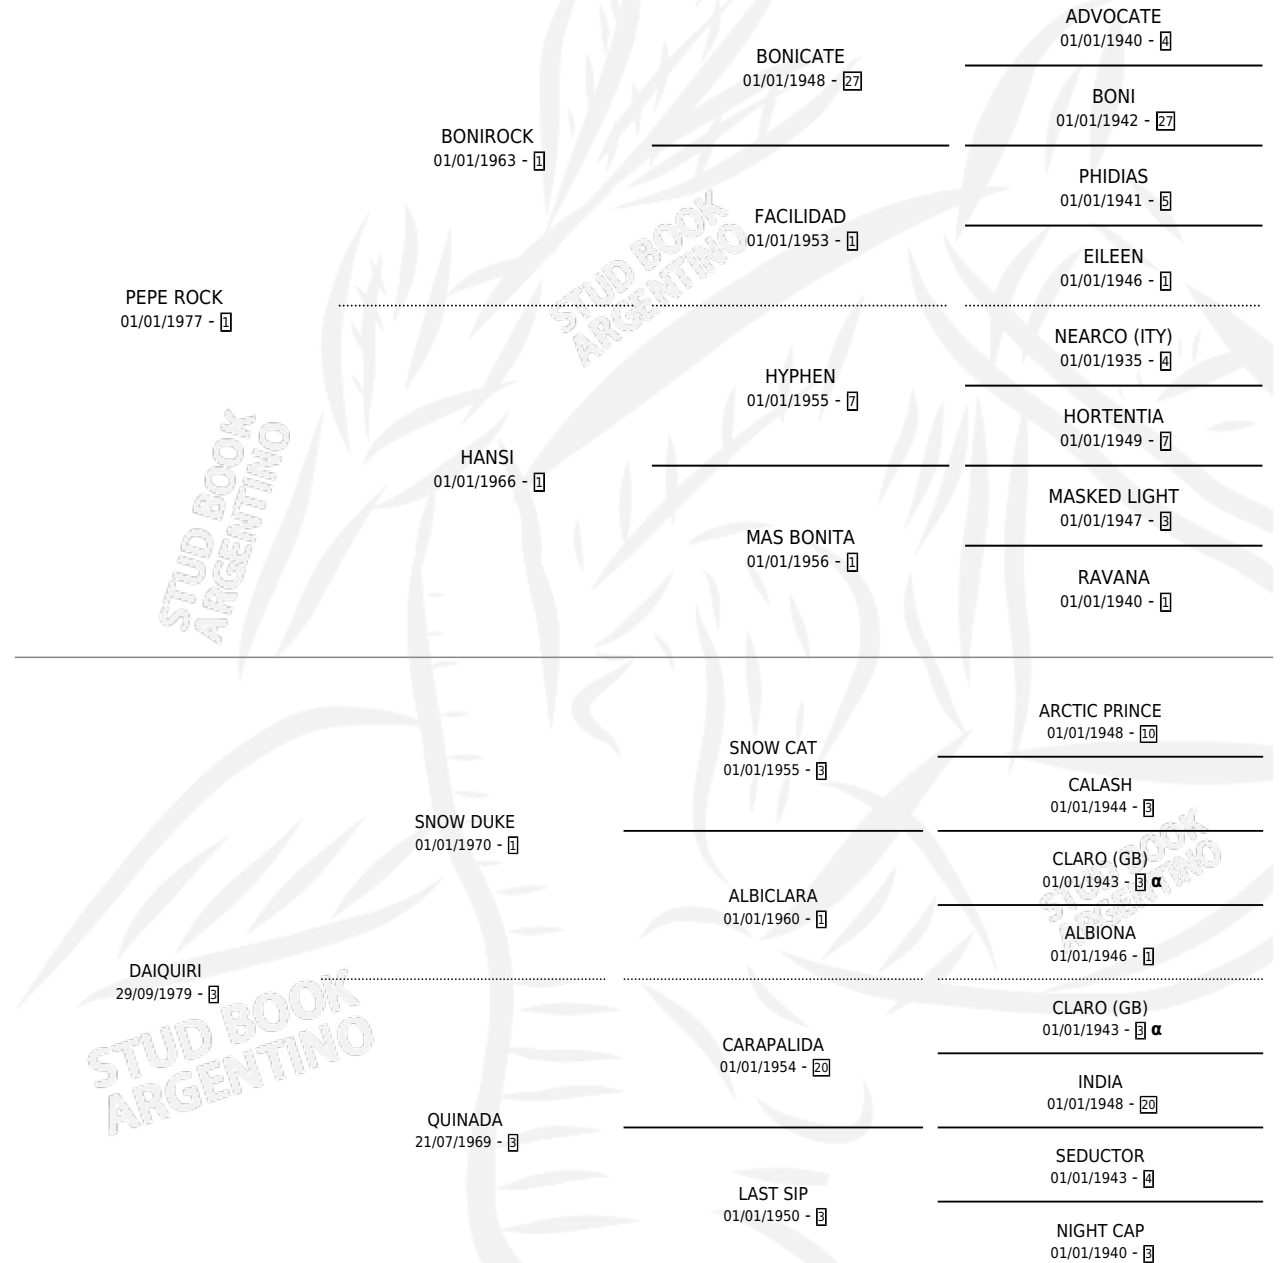 ADVOCATE
01/01/1940 - 4
BONICATE
01/01/1948 - 27
BONI
01/01/1942 - 27
BONIROCK
01/01/1963 - 1
PHIDIAS
01/01/1941 - 5
FACILIDAD
01/01/1953 - 1
EILEEN
01/01/1946 - 1
PEPE ROCK
01/01/1977 - 1
NEARCO (ITY)
01/01/1935 - 4
HYPHEN
01/01/1955 - 7
HORTENTIA
01/01/1949 - 7
HANSI
01/01/1966 - 1
MASKED LIGHT
01/01/1947 - 3
MAS BONITA
01/01/1956 - 1
RAVANA
01/01/1940 - 1
ARCTIC PRINCE
01/01/1948 - 10
SNOW CAT
01/01/1955 - 3
CALASH
01/01/1944 - 3
SNOW DUKE
01/01/1970 - 1
CLARO (GB)
01/01/1943 - 3 α
ALBICLARA
01/01/1960 - 1
ALBIONA
01/01/1946 - 1
DAIQUIRI
29/09/1979 - 3
CLARO (GB)
01/01/1943 - 3 α
CARAPALIDA
01/01/1954 - 20
INDIA
01/01/1948 - 20
QUINADA
21/07/1969 - 3
SEDUCTOR
01/01/1943 - 4
LAST SIP
01/01/1950 - 3
NIGHT CAP
01/01/1940 - 3
STUD BOOK
ARGENTINO
STUD BOOK
ARGENTINO
STUD BOOK
ARGENTINO
STUD BOOK
ARGENTINO